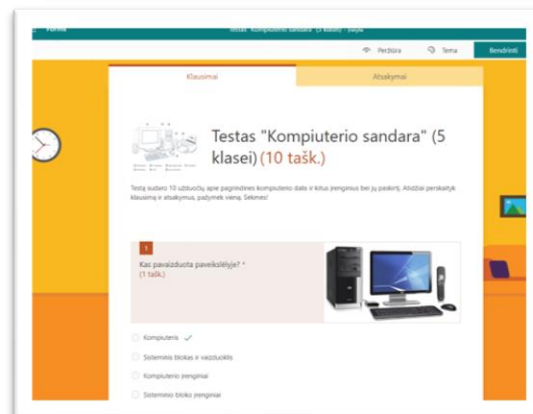 Forms
Testas "Kompiuterio sandara" (5 klasei) -
Peržiūra
Tema
Bendrinti
Klausimai
Atsakymai
Testas "Kompiuterio sandara" (5
klasei) (10 tašk.)
Testą sudaro 10 užduočių apie pagrindines kompiuterio dalis ir kitus įrenginius bei jų paskirtį. Atidžiai perskaityk
klausimą ir atsakymus, pažymėk vieną. Sėkmės!
1
Kas pavaizduota paveikslėlyje? *
(1 tašk.)
Kompiuteris
Sisteminis blokas ir vaizduoklis
Kompiuterio įrenginiai
Sisteminio bloko įrenginiai